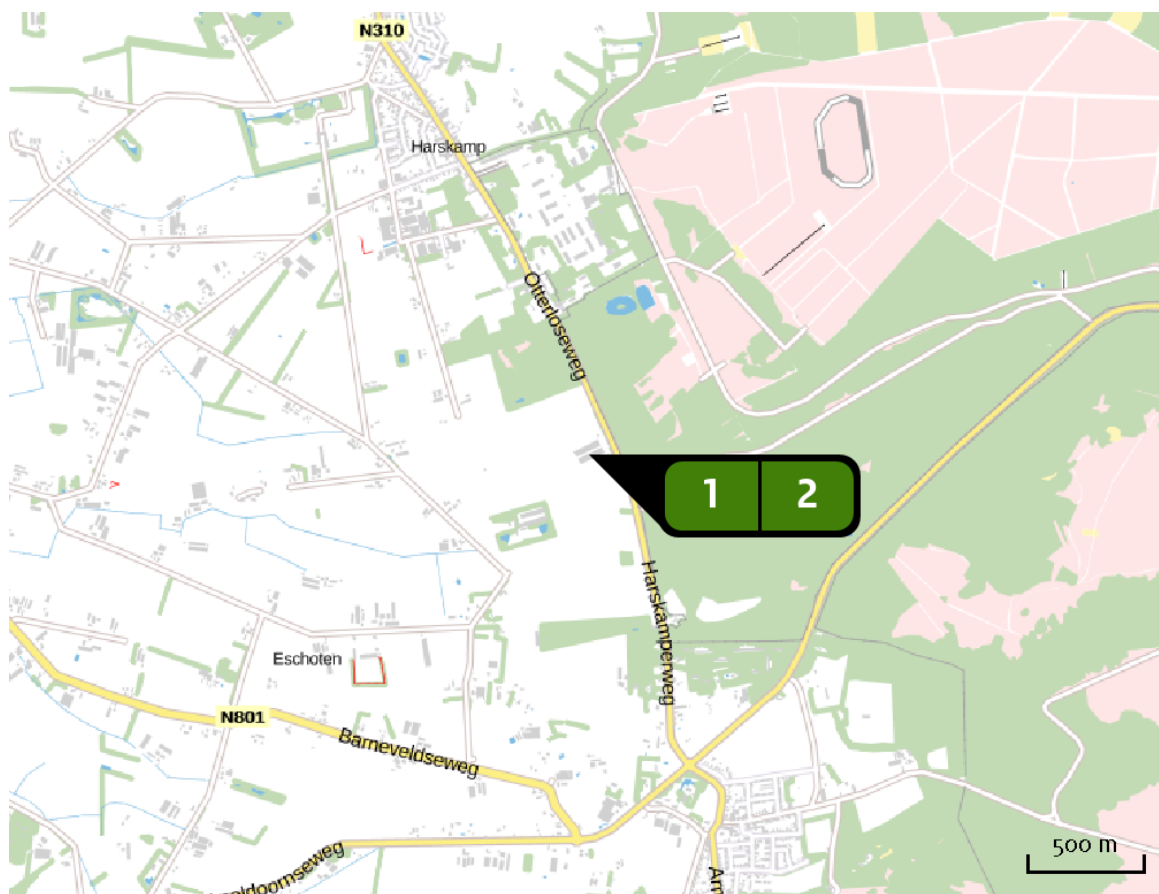 N310
Harskamp
Otterloseweg
1 2
Harskamperweg
Eschoten
N801
Barneveldseweg
500 m